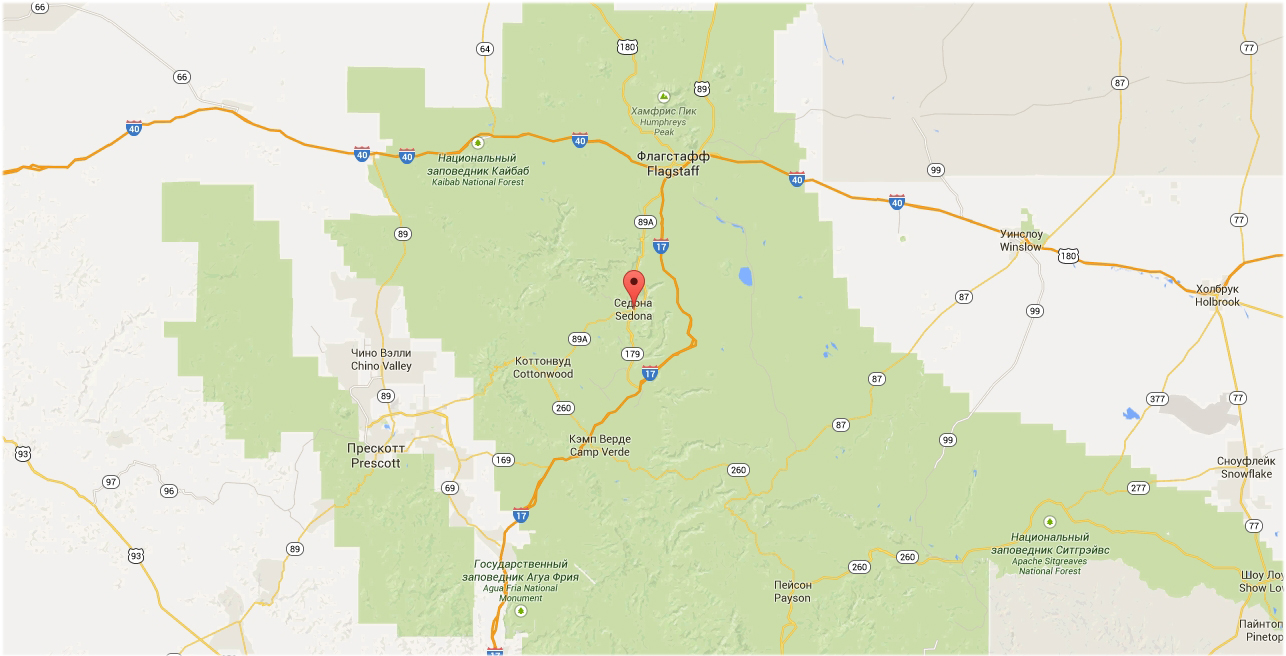 66
64
180
66
89
77
87
Хамфрис Пик
Humphreys
Peak
40
40
40
40
Национальный
заповедник Кайбаб
Kaibab National Forest
Флагстафф
Flagstaff
99
40
40
89A
77
89
17
Уинслоу
Winslow
180
Седона
Sedona
87
99
Холбрук
Holbrook
89A
179
17
Чино Вэлли
Chino Valley
Коттонвуд
Cottonwood
87
89
260
377
77
87
99
93
Прескотт
Prescott
Кэмп Верде
Camp Verde
169
260
Сноуфлейк
Snowflake
97
96
69
277
17
77
93
89
Национальный
заповедник Ситгрэйвс
Apache Sitgreaves
National Forest
260
260
Государственный
заповедник Агуа Фрия
Agua Fria National
Monument
Пейсон
Payson
Шоу Ло
Show Lo
Пайнтоп
Pinetop